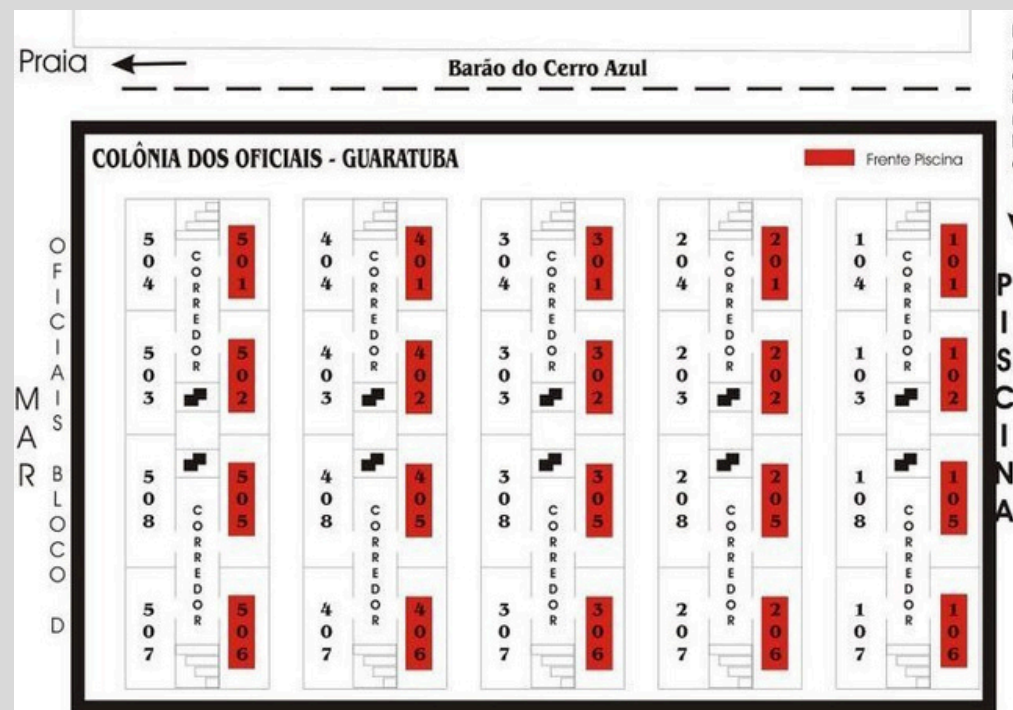 Praia
Barão do Cerro Azul
COLÔNIA DOS OFICIAIS - GUARATUBA
Frente Piscina
OFICIAIS BLOCO D
MAR
PISCINA
504
CORREDOR
501
404
CORREDOR
401
304
CORREDOR
301
204
CORREDOR
201
104
CORREDOR
101
503
502
403
402
303
302
203
202
103
102
508
CORREDOR
505
408
CORREDOR
405
308
CORREDOR
305
208
CORREDOR
205
108
CORREDOR
105
507
506
407
406
307
306
207
206
107
106